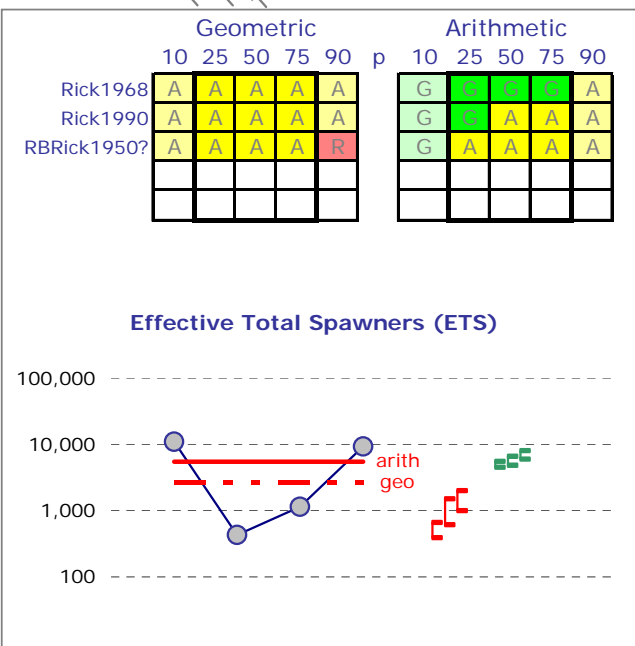 Geometric Arithmetic
10 25 50 75 90 p 10 25 50 75 90
Rick1968 A A A A A G G G G A
Rick1990 A A A A A G G A A A
RBRick1950? A A A A R G A A A A
Effective Total Spawners (ETS)
100,000
10,000
arith
geo
1,000
100